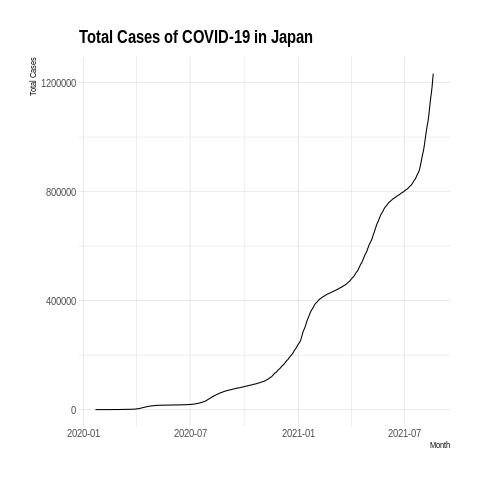 Total Cases of COVID-19 in Japan
Total Cases
1200000
800000
400000
0
2020-01 2020-07 2021-01 2021-07
Month